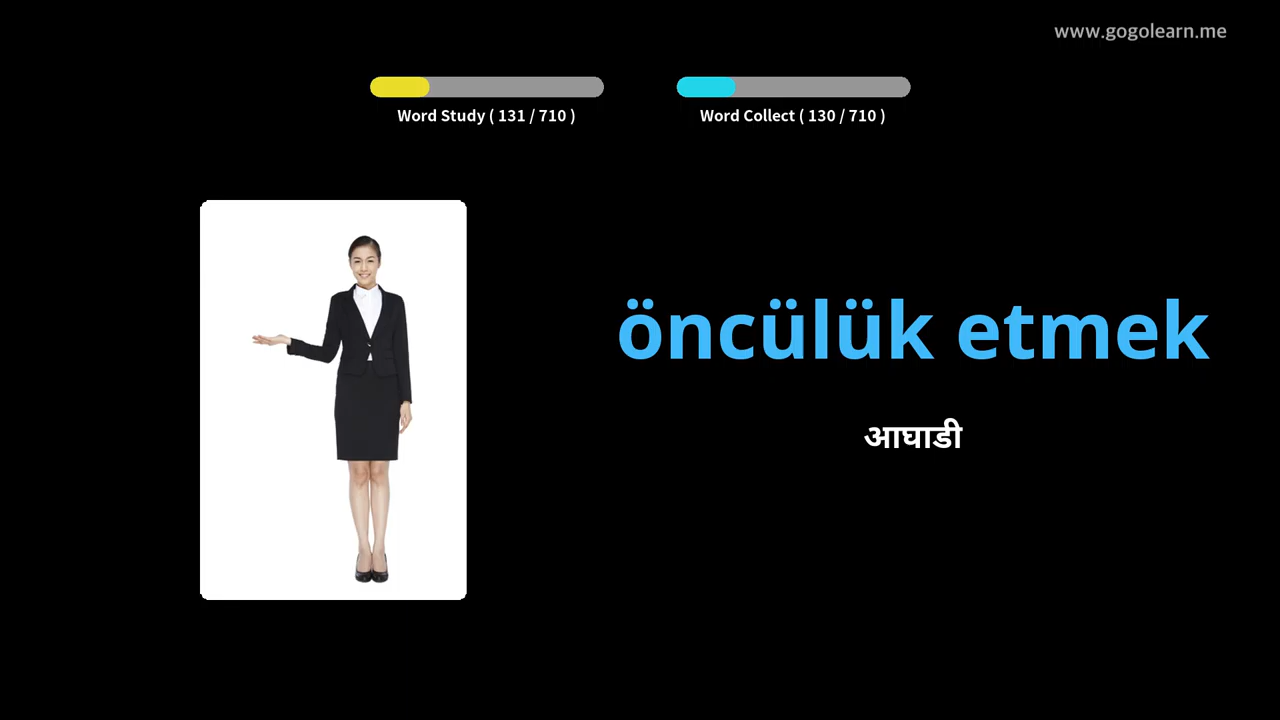 www.gogolearn.me
Word Study ( 131 / 710 )
Word Collect ( 130 / 710 )
öncülük etmek
आघाडी